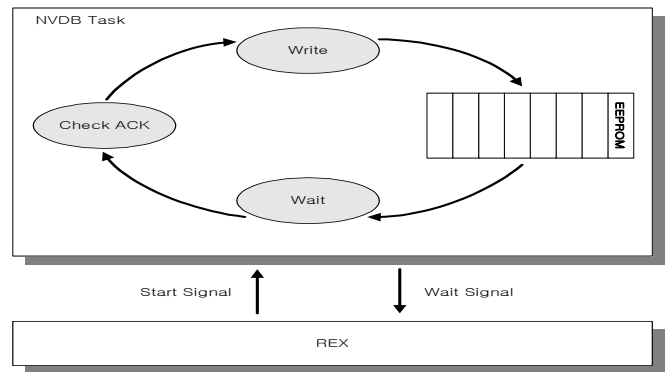 NVDB Task
Write
Check ACK
EEPROM
Wait
Start Signal
Wait Signal
REX